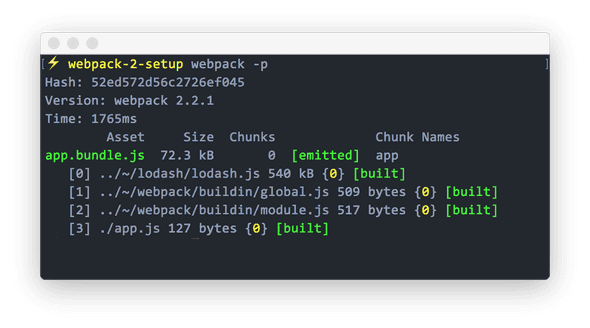 [⚡ webpack-2-setup webpack -p ]
Hash: 52ed572d56c2726ef045
Version: webpack 2.2.1
Time: 1765ms
Asset Size Chunks Chunk Names
app.bundle.js 72.3 kB 0 [emitted] app
[0] ../~/lodash/lodash.js 540 kB {0} [built]
[1] ../~/webpack/buildin/global.js 509 bytes {0} [built]
[2] ../~/webpack/buildin/module.js 517 bytes {0} [built]
[3] ./app.js 127 bytes {0} [built]